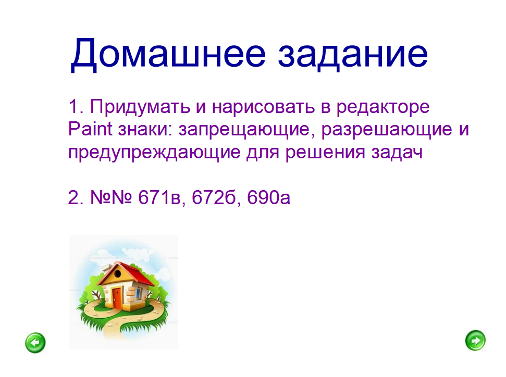 Домашнее задание
1. Придумать и нарисовать в редакторе
Paint знаки: запрещающие, разрешающие и
предупреждающие для решения задач
2. №№ 671в, 672б, 690а